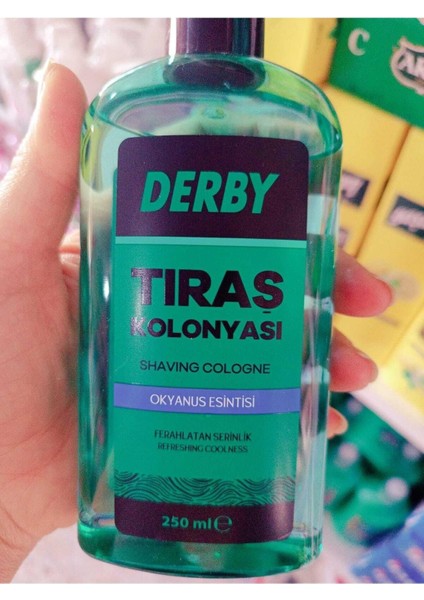 DERBY
TIRAŞ
KOLONYASI
SHAVING COLOGNE
OKYANUS ESİNTİSİ
FERAHLATAN SERİNLİK
REFRESHING COOLNESS
250 ml ℮
C